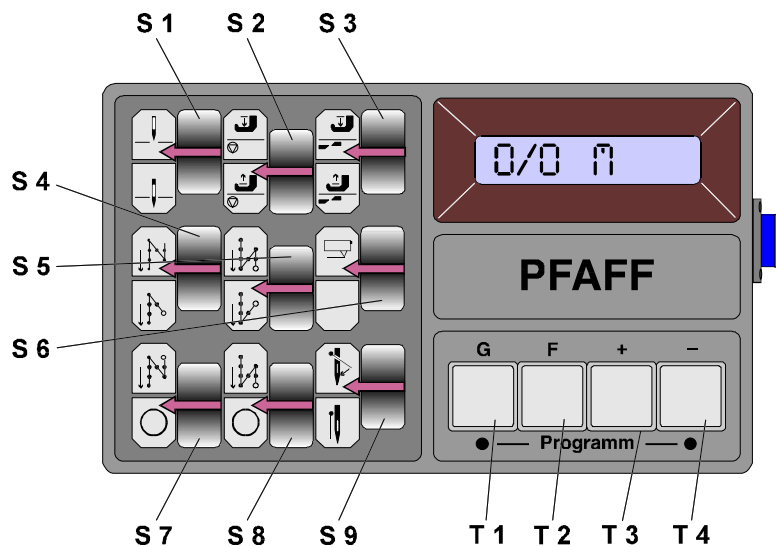 S 1 S 2 S 3
0/0 M
S 4
S 5
PFAFF
S 6
G F + −
● — Programm — ●
S 7 S 8 S 9 T 1 T 2 T 3 T 4